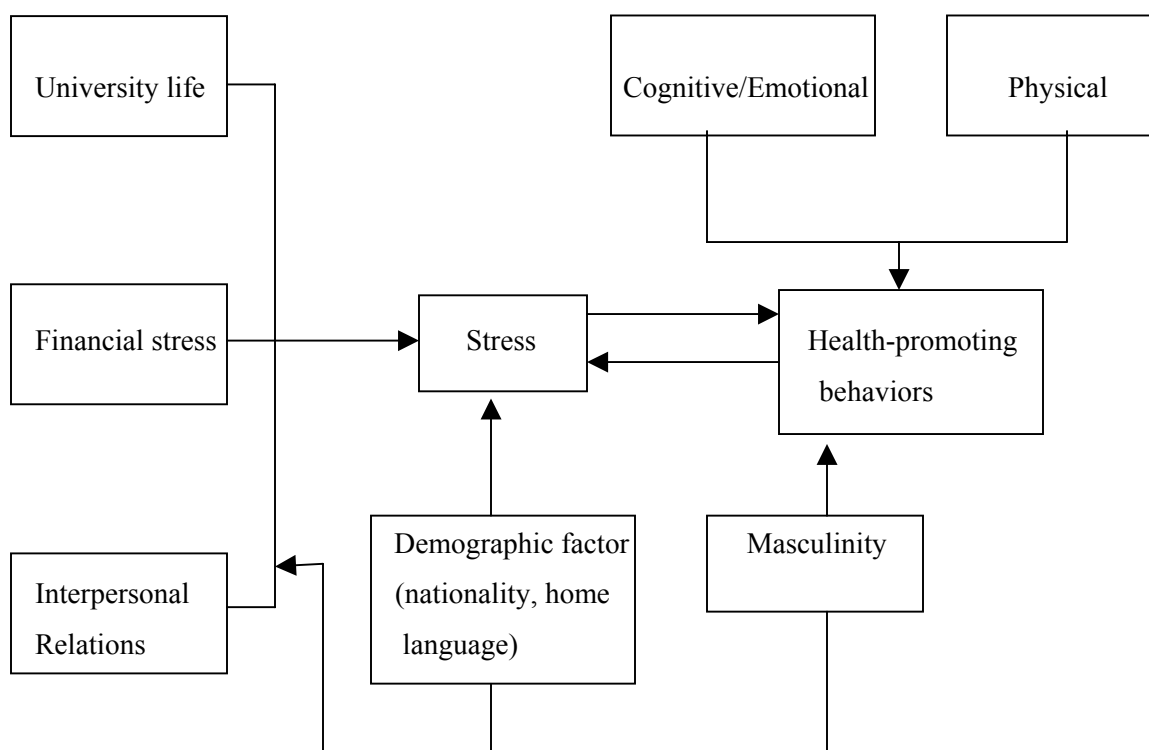 University life
Cognitive/Emotional
Physical
Financial stress
Stress
Health-promoting
behaviors
Demographic factor
(nationality, home
language)
Masculinity
Interpersonal
Relations